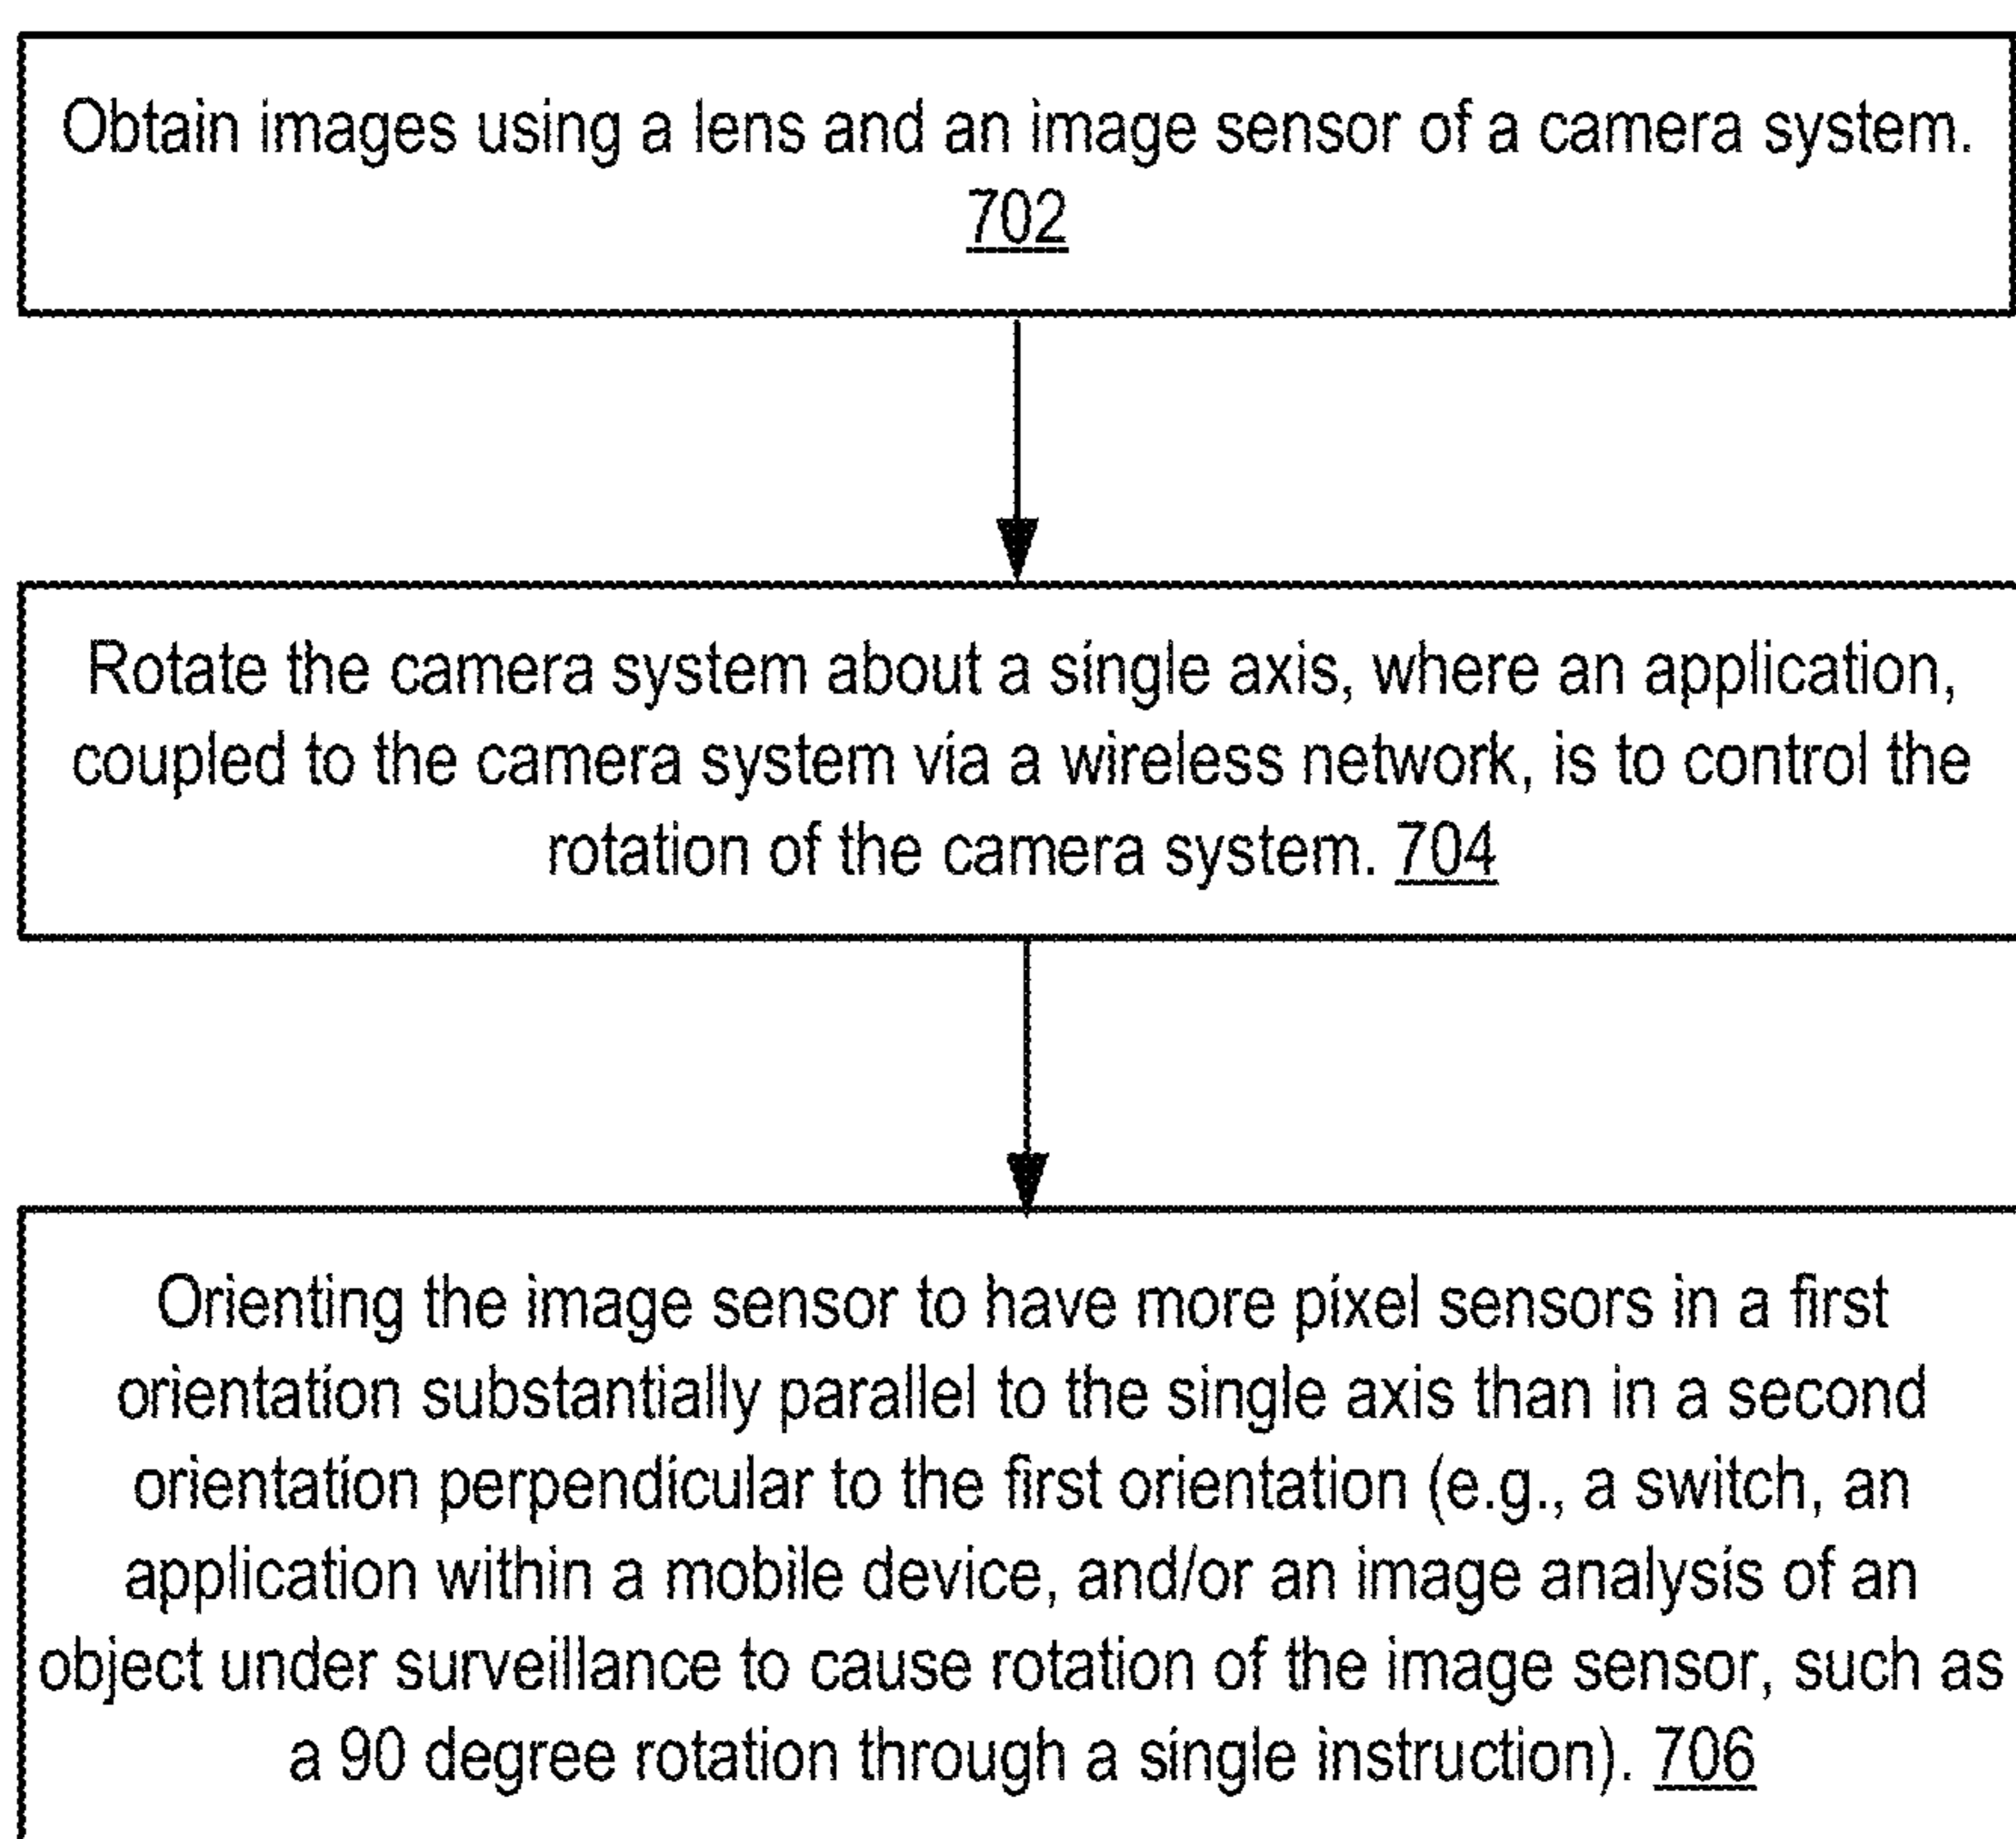 Obtain images using a lens and an image sensor of a camera system.
702
Rotate the camera system about a single axis, where an application,
coupled to the camera system via a wireless network, is to control the
rotation of the camera system. 704
Orienting the image sensor to have more pixel sensors in a first
orientation substantially parallel to the single axis than in a second
orientation perpendicular to the first orientation (e.g., a switch, an
application within a mobile device, and/or an image analysis of an
object under surveillance to cause rotation of the image sensor, such as
a 90 degree rotation through a single instruction). 706